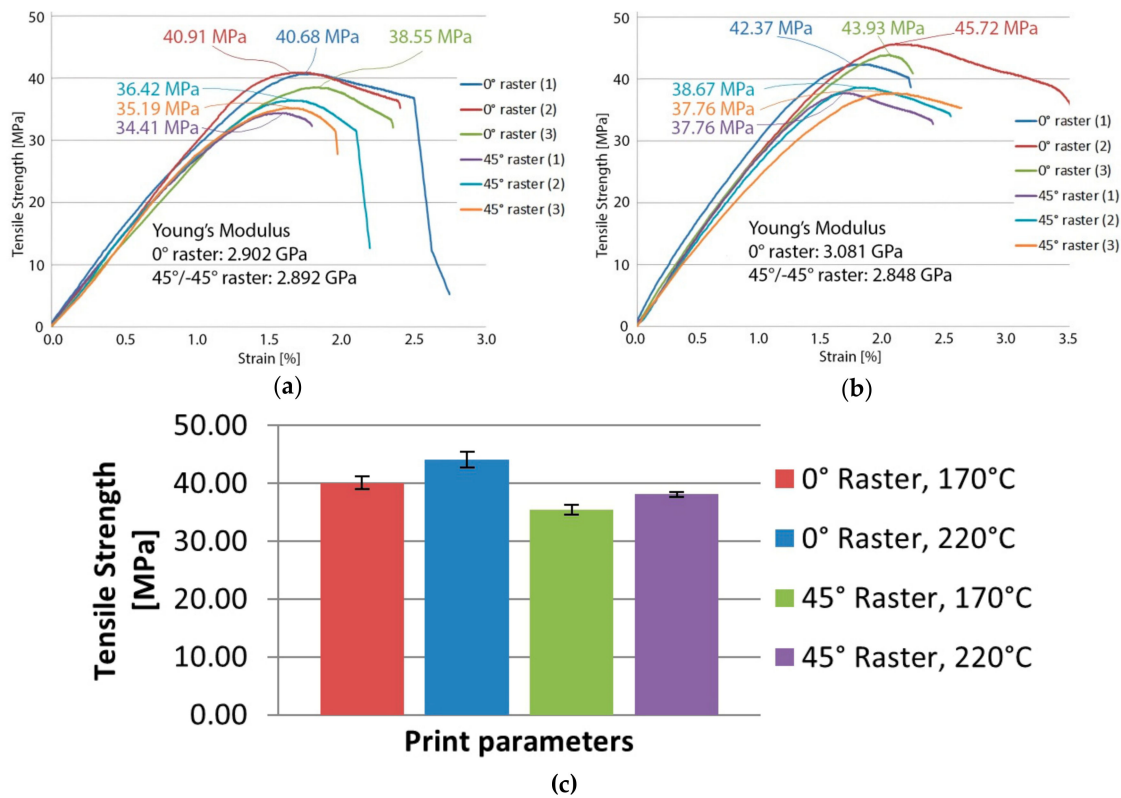 50
40
30
20
10
0
Tensile Strength [MPa]
40.91 MPa
40.68 MPa
38.55 MPa
36.42 MPa
35.19 MPa
34.41 MPa
0° raster (1)
0° raster (2)
0° raster (3)
45° raster (1)
45° raster (2)
45° raster (3)
Young's Modulus
0° raster: 2.902 GPa
45°/-45° raster: 2.892 GPa
0.0 0.5 1.0 1.5 2.0 2.5 3.0
Strain [%]
(a)
50
40
30
20
10
0
Tensile Strength [MPa]
42.37 MPa
43.93 MPa
45.72 MPa
38.67 MPa
37.76 MPa
37.76 MPa
0° raster (1)
0° raster (2)
0° raster (3)
45° raster (1)
45° raster (2)
45° raster (3)
Young's Modulus
0° raster: 3.081 GPa
45°/-45° raster: 2.848 GPa
0.0 0.5 1.0 1.5 2.0 2.5 3.0 3.5
Strain [%]
(b)
50.00
40.00
30.00
20.00
10.00
0.00
Tensile Strength
[MPa]
0° Raster, 170°C
0° Raster, 220°C
45° Raster, 170°C
45° Raster, 220°C
Print parameters
(c)